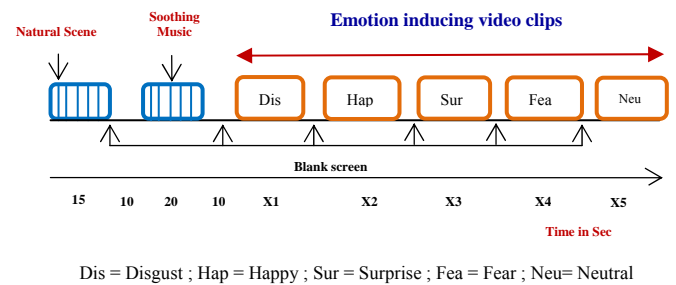 Natural Scene
Soothing
Music
Emotion inducing video clips
Dis
Hap
Sur
Fea
Neu
Blank screen
15 10 20 10 X1 X2 X3 X4 X5
Time in Sec
Dis = Disgust ; Hap = Happy ; Sur = Surprise ; Fea = Fear ; Neu= Neutral